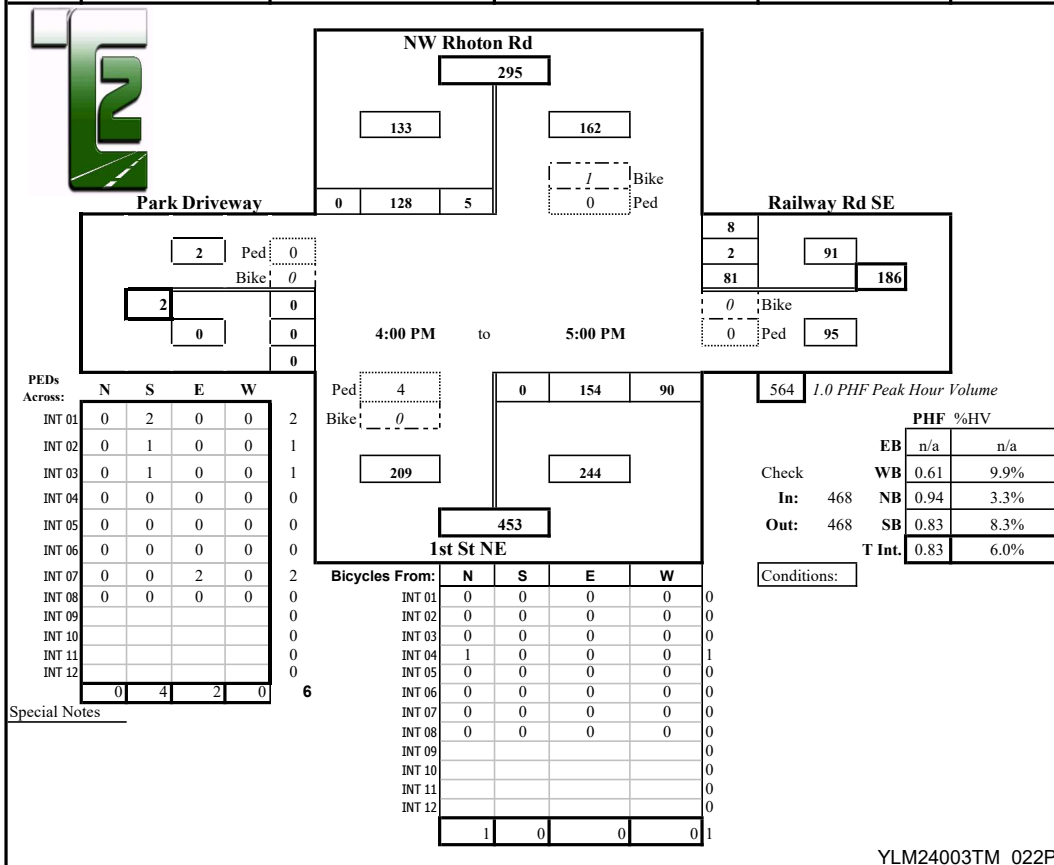 T2
NW Rhoton Rd
295
133 162
1 Bike
0 Ped
Park Driveway 0 128 5 Railway Rd SE
8
2 Ped 0 2 91
Bike 0 81 186
2 0 0 Bike
0 0 4:00 PM to 5:00 PM 0 Ped 95
0
PEDs Across: N S E W Ped 4 0 154 90 564 1.0 PHF Peak Hour Volume
INT 01 0 2 0 0 2 Bike 0 PHF %HV
INT 02 0 1 0 0 1 EB n/a n/a
INT 03 0 1 0 0 1 209 244 Check WB 0.61 9.9%
INT 04 0 0 0 0 0 In: 468 NB 0.94 3.3%
INT 05 0 0 0 0 0 453 Out: 468 SB 0.83 8.3%
INT 06 0 0 0 0 0 1st St NE T Int. 0.83 6.0%
INT 07 0 0 2 0 2 Bicycles From: N S E W Conditions:
INT 08 0 0 0 0 0 INT 01 0 0 0 0 0
INT 09 0 INT 02 0 0 0 0 0
INT 10 0 INT 03 0 0 0 0 0
INT 11 0 INT 04 1 0 0 0 1
INT 12 0 INT 05 0 0 0 0 0
0 4 2 0 6 INT 06 0 0 0 0 0
Special Notes INT 07 0 0 0 0 0
INT 08 0 0 0 0 0
INT 09 0
INT 10 0
INT 11 0
INT 12 0
1 0 0 0 1
YLM24003TM_022P